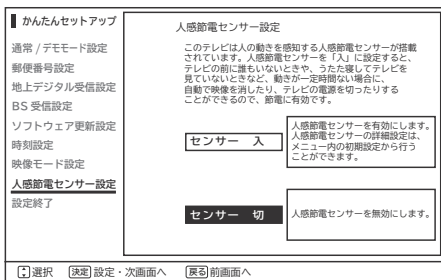 かんたんセットアップ
通常 / デモモード設定
郵便番号設定
地上デジタル受信設定
BS 受信設定
ソフトウェア更新設定
時刻設定
映像モード設定
人感節電センサー設定
設定終了
人感節電センサー設定
このテレビは人の動きを感知する人感節電センサーが搭載
されています。人感節電センサーを「入」に設定すると、
テレビの前に誰もいないときや、うたた寝してテレビを
見ていないときなど、動きが一定時間ない場合に、
自動で映像を消したり、テレビの電源を切ったりする
ことができるので、節電に有効です。
センサー 入
人感節電センサーを有効にします。
人感節電センサーの詳細設定は、
メニュー内の初期設定から行う
ことができます。
センサー 切
人感節電センサーを無効にします。
選択 決定 設定・次画面へ 戻る 前画面へ